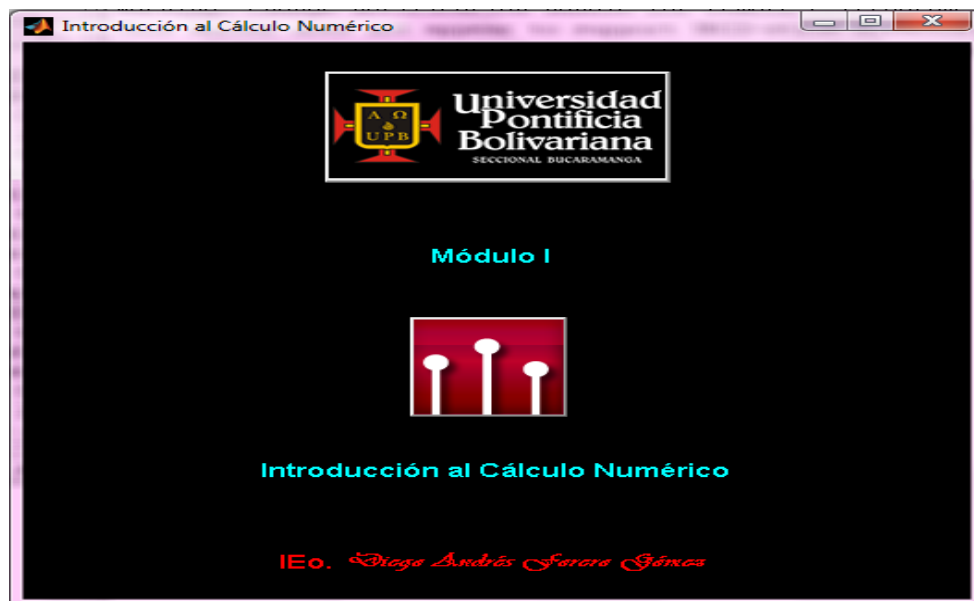 Introducción al Cálculo Numérico
Universidad
Pontificia
Bolivariana
SECCIONAL BUCARAMANGA
A Ω
UPB
Módulo I
Introducción al Cálculo Numérico
IEo. Diego Andrés Gómez